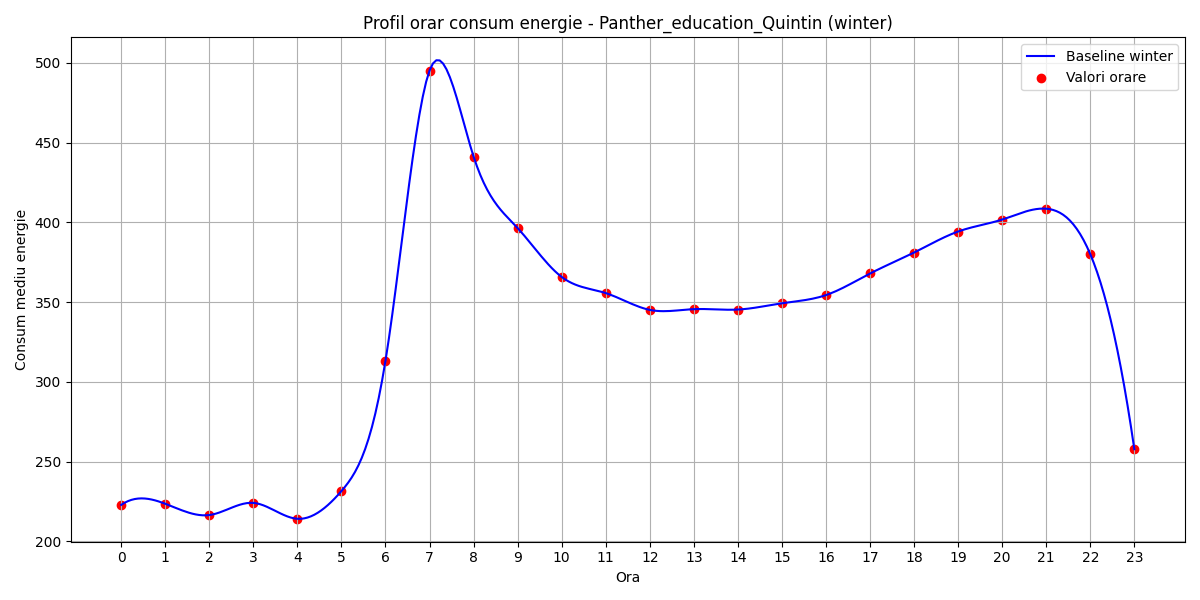 Profil orar consum energie - Panther_education_Quintin (winter)
Baseline winter
Valori orare
Consum mediu energie
500
450
400
350
300
250
200
0 1 2 3 4 5 6 7 8 9 10 11 12 13 14 15 16 17 18 19 20 21 22 23
Ora